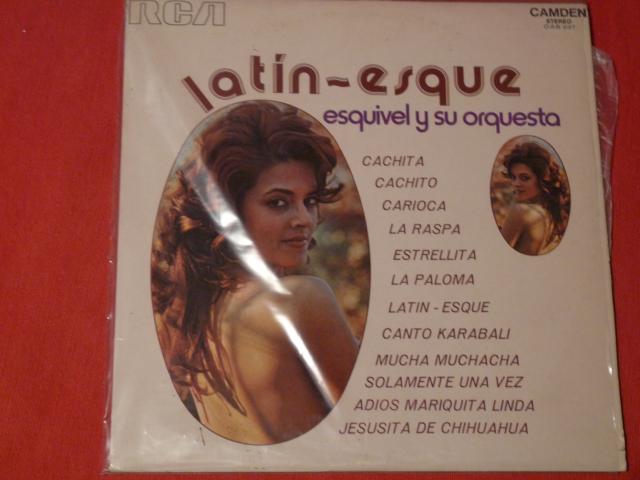 RCA
CAMDEN
STEREO
latín-esque
esquivel y su orquesta
CACHITA
CACHITO
CARIOCA
LA RASPA
ESTRELLITA
LA PALOMA
LATIN - ESQUE
CANTO KARABALI
MUCHA MUCHACHA
SOLAMENTE UNA VEZ
ADIOS MARIQUITA LINDA
JESUSITA DE CHIHUAHUA